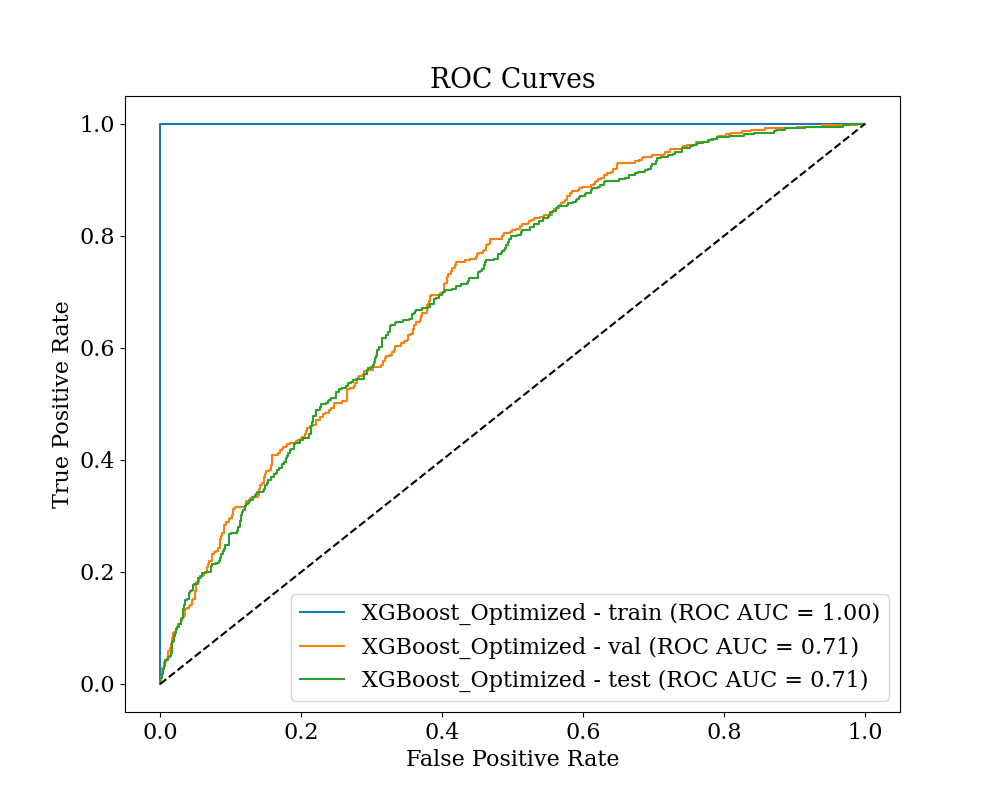 ROC Curves
True Positive Rate
1.0
0.8
0.6
0.4
0.2
0.0
XGBoost_Optimized - train (ROC AUC = 1.00)
XGBoost_Optimized - val (ROC AUC = 0.71)
XGBoost_Optimized - test (ROC AUC = 0.71)
0.0 0.2 0.4 0.6 0.8 1.0
False Positive Rate